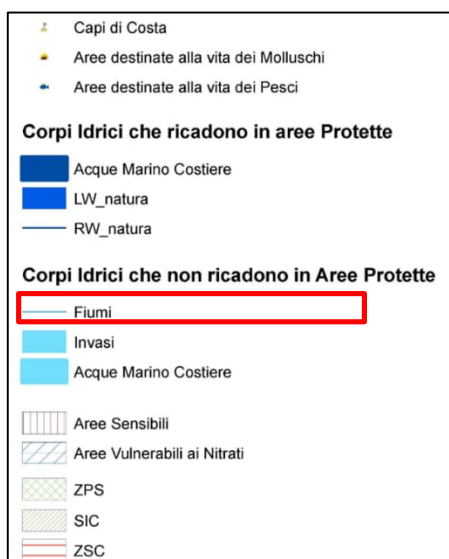 Capi di Costa
Aree destinate alla vita dei Molluschi
Aree destinate alla vita dei Pesci
Corpi Idrici che ricadono in aree Protette
Acque Marino Costiere
LW_natura
RW_natura
Corpi Idrici che non ricadono in Aree Protette
Fiumi
Invasi
Acque Marino Costiere
Aree Sensibili
Aree Vulnerabili ai Nitrati
ZPS
SIC
ZSC